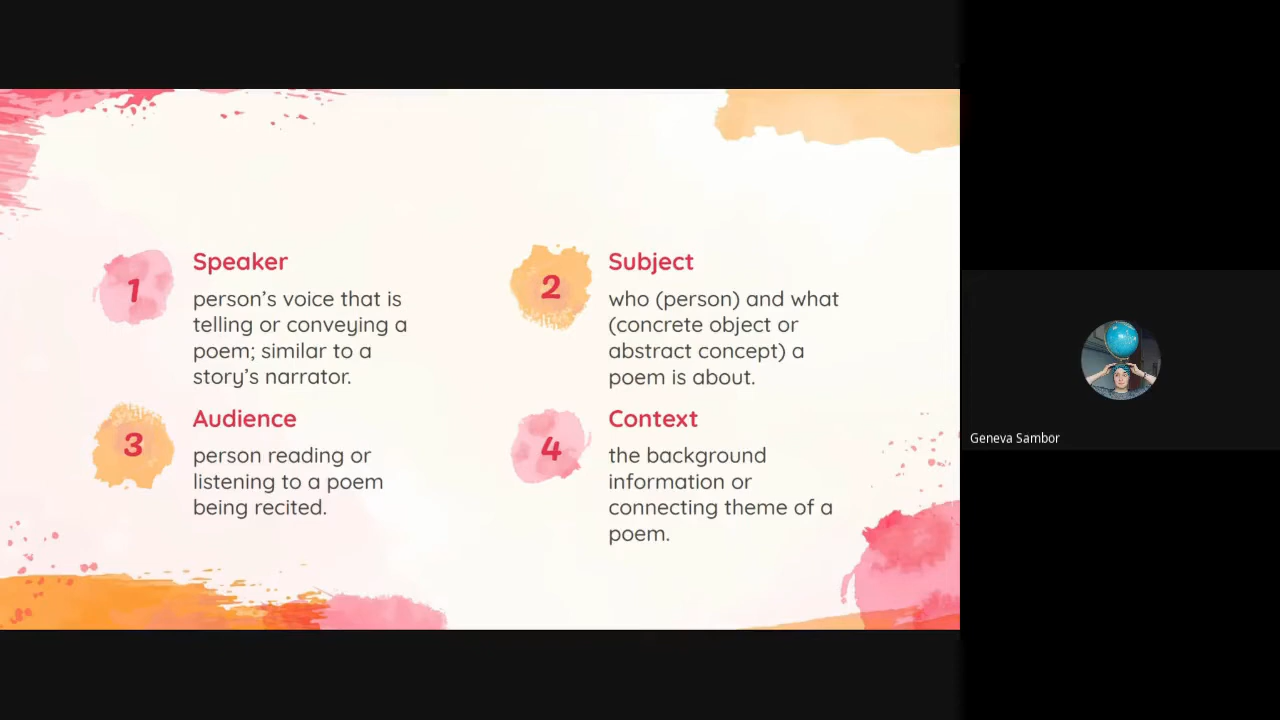 1
Speaker
person's voice that is
telling or conveying a
poem; similar to a
story's narrator.
2
Subject
who (person) and what
(concrete object or
abstract concept) a
poem is about.
3
Audience
person reading or
listening to a poem
being recited.
4
Context
the background
information or
connecting theme of a
poem.
Geneva Sambor